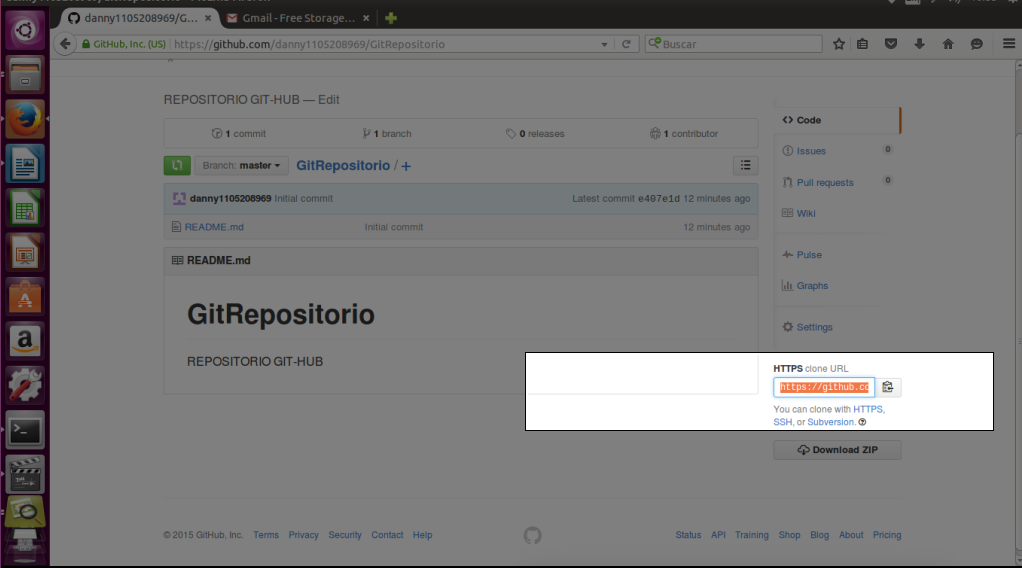 danny1105208969/G...
Gmail - Free Storage...
GitHub, Inc. (US)
https://github.com/danny1105208969/GitRepositorio
Buscar
REPOSITORIO GIT-HUB — Edit
1 commit
1 branch
0 releases
1 contributor
Branch: master
GitRepositorio / +
danny1105208969 Initial commit
Latest commit e407e1d 12 minutes ago
README.md
Initial commit
12 minutes ago
README.md
GitRepositorio
REPOSITORIO GIT-HUB
Code
Issues 0
Pull requests 0
Wiki
Pulse
Graphs
Settings
HTTPS clone URL
https://github.co
You can clone with HTTPS,
SSH, or Subversion.
Download ZIP
© 2015 GitHub, Inc. Terms Privacy Security Contact Help
Status API Training Shop Blog About Pricing